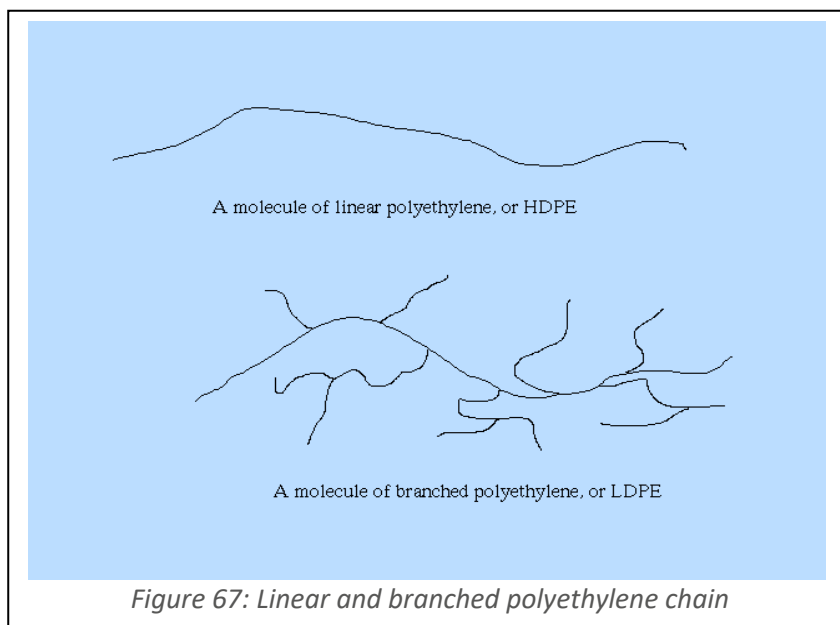 A molecule of linear polyethylene, or HDPE
A molecule of branched polyethylene, or LDPE
Figure 67: Linear and branched polyethylene chain